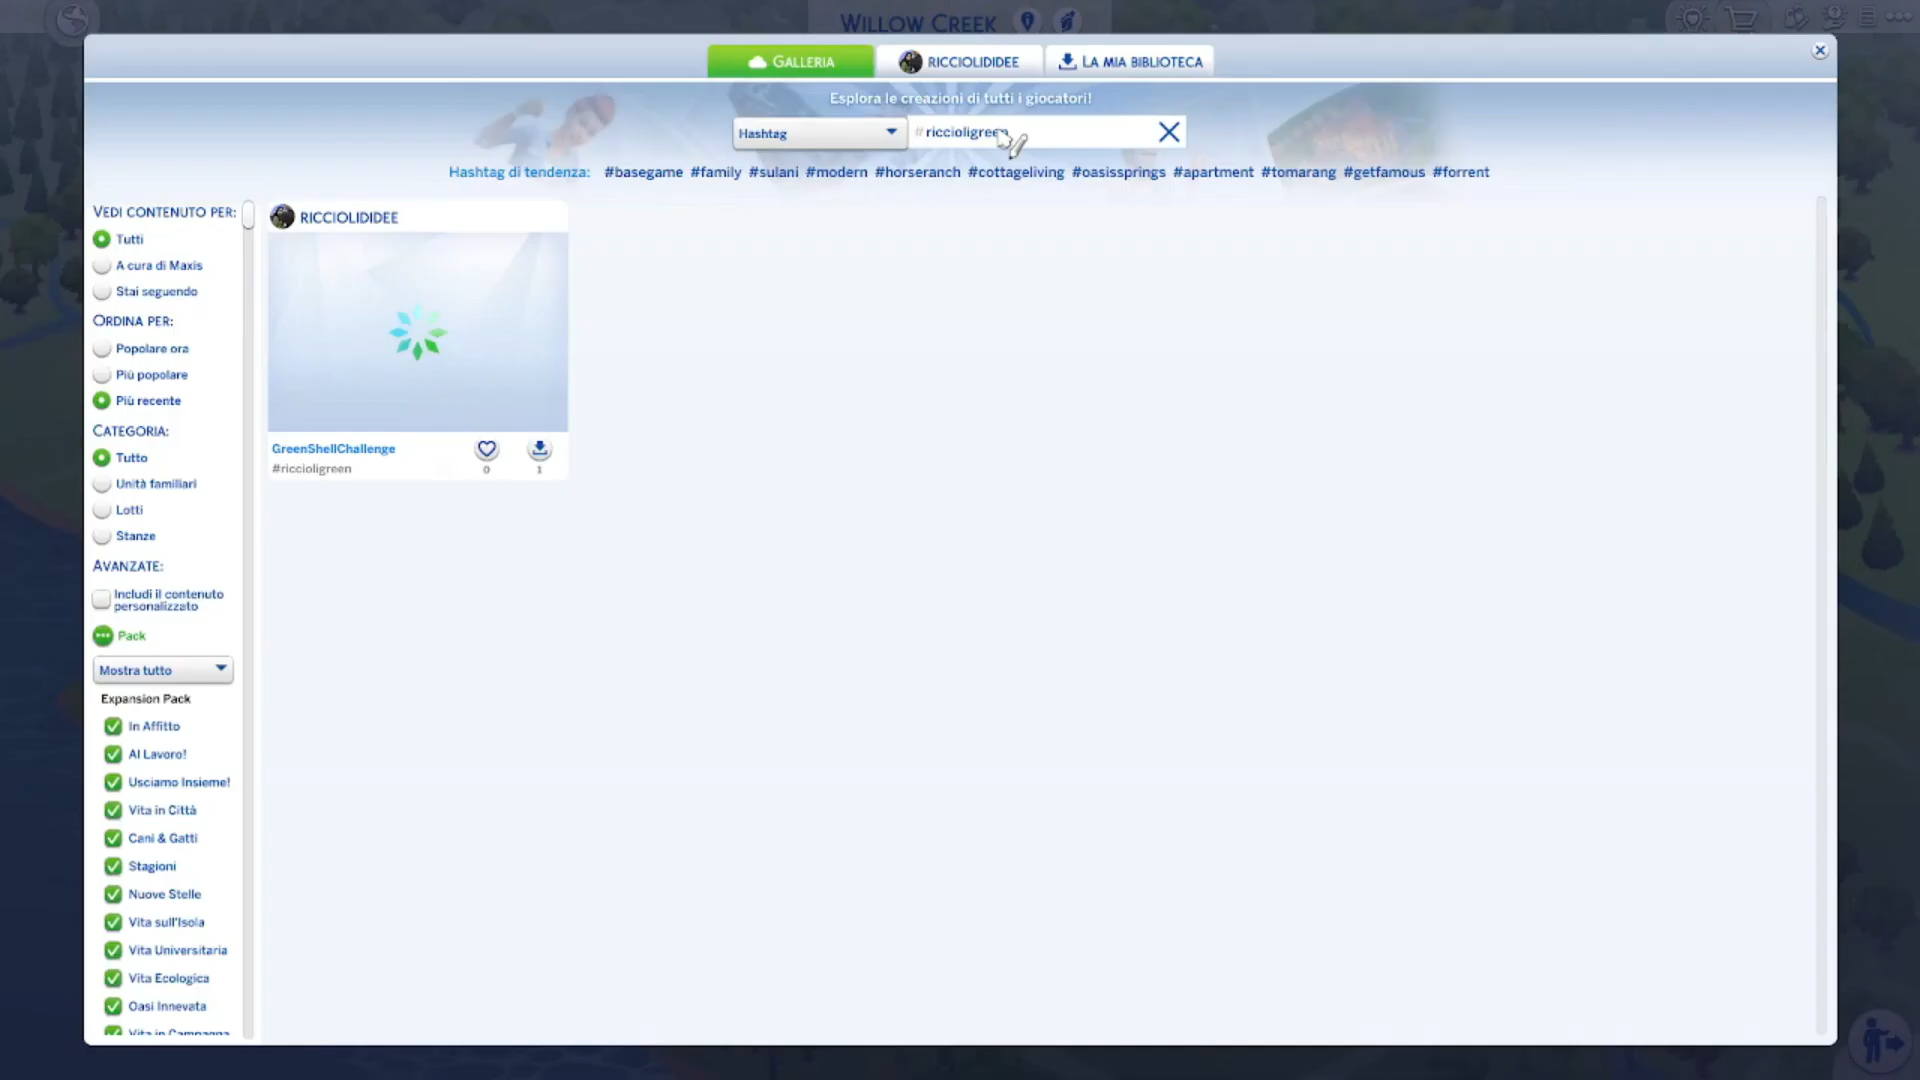 WILLOW CREEK
GALLERIA
RICCIOLIDIDEE
LA MIA BIBLIOTECA
Esplora le creazioni di tutti i giocatori!
Hashtag
# riccioligreen
Hashtag di tendenza: #basegame #family #sulani #modern #horseranch #cottageliving #oasissprings #apartment #tomarang #getfamous #forrent
VEDI CONTENUTO PER:
Tutti
A cura di Maxis
Stai seguendo
ORDINA PER:
Popolare ora
Più popolare
Più recente
CATEGORIA:
Tutto
Unità familiari
Lotti
Stanze
AVANZATE:
Includi il contenuto
personalizzato
Pack
Mostra tutto
Expansion Pack
In Affitto
Al Lavoro!
Usciamo Insieme!
Vita in Città
Cani & Gatti
Stagioni
Nuove Stelle
Vita sull'Isola
Vita Universitaria
Vita Ecologica
Oasi Innevata
Vita in Campagna
RICCIOLIDIDEE
GreenShellChallenge
#riccioligreen
0
1